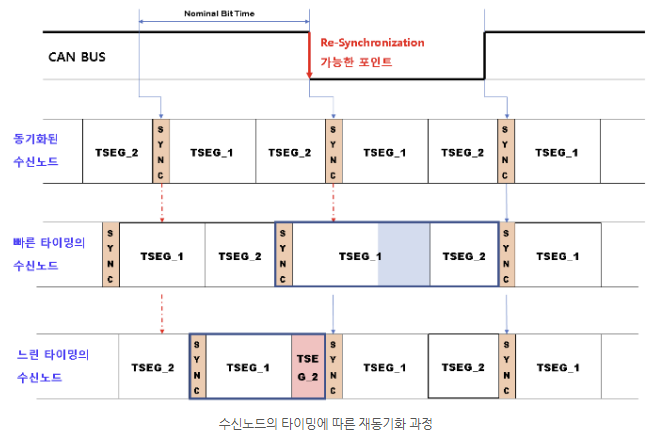 Nominal Bit Time
CAN BUS
Re-Synchronization
가능한 포인트
동기화된
수신노드
TSEG_2
SYNC
TSEG_1
TSEG_2
SYNC
TSEG_1
TSEG_2
SYNC
TSEG_1
빠른 타이밍의
수신노드
SYNC
TSEG_1
TSEG_2
SYNC
TSEG_1
TSEG_2
SYNC
TSEG_1
느린 타이밍의
수신노드
TSEG_2
SYNC
TSEG_1
TSE
G_2
SYNC
TSEG_1
TSEG_2
SYNC
TSEG_1
수신노드의 타이밍에 따른 재동기화 과정